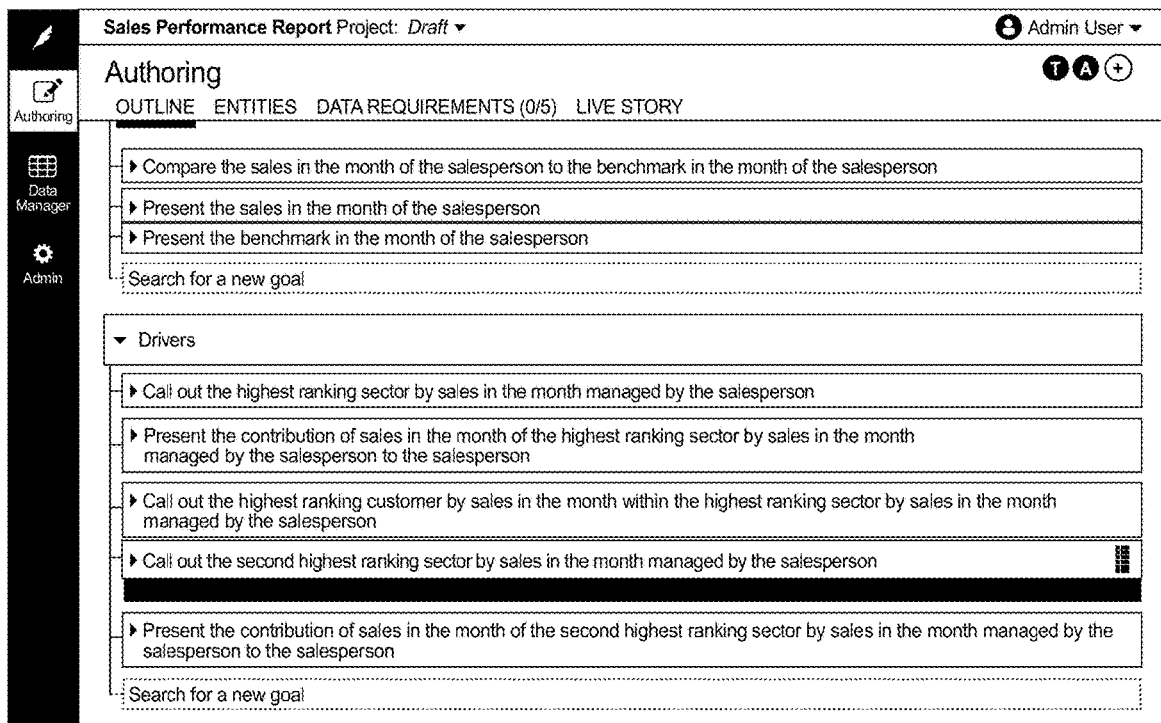 Sales Performance Report Project: Draft
Admin User
Authoring
T A +
OUTLINE ENTITIES DATA REQUIREMENTS (0/5) LIVE STORY
Authoring
Data
Manager
Admin
Compare the sales in the month of the salesperson to the benchmark in the month of the salesperson
Present the sales in the month of the salesperson
Present the benchmark in the month of the salesperson
Search for a new goal
Drivers
Call out the highest ranking sector by sales in the month managed by the salesperson
Present the contribution of sales in the month of the highest ranking sector by sales in the month
managed by the salesperson to the salesperson
Call out the highest ranking customer by sales in the month within the highest ranking sector by sales in the month
managed by the salesperson
Call out the second highest ranking sector by sales in the month managed by the salesperson
Present the contribution of sales in the month of the second highest ranking sector by sales in the month managed by the
salesperson to the salesperson
Search for a new goal